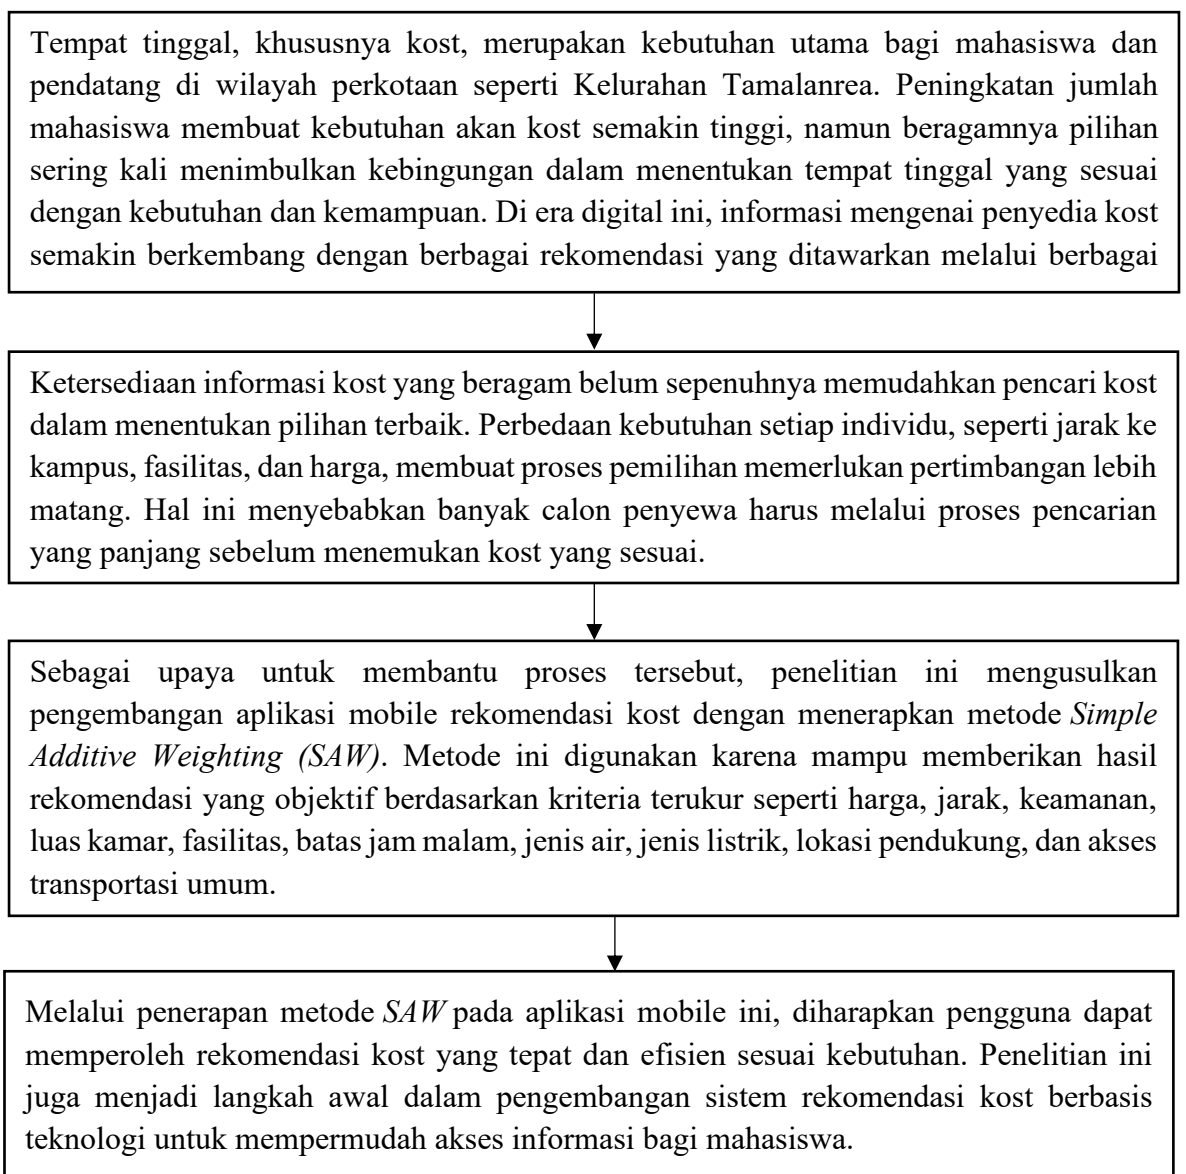 Tempat tinggal, khususnya kost, merupakan kebutuhan utama bagi mahasiswa dan
pendatang di wilayah perkotaan seperti Kelurahan Tamalanrea. Peningkatan jumlah
mahasiswa membuat kebutuhan akan kost semakin tinggi, namun beragamnya pilihan
sering kali menimbulkan kebingungan dalam menentukan tempat tinggal yang sesuai
dengan kebutuhan dan kemampuan. Di era digital ini, informasi mengenai penyedia kost
semakin berkembang dengan berbagai rekomendasi yang ditawarkan melalui berbagai
Ketersediaan informasi kost yang beragam belum sepenuhnya memudahkan pencari kost
dalam menentukan pilihan terbaik. Perbedaan kebutuhan setiap individu, seperti jarak ke
kampus, fasilitas, dan harga, membuat proses pemilihan memerlukan pertimbangan lebih
matang. Hal ini menyebabkan banyak calon penyewa harus melalui proses pencarian
yang panjang sebelum menemukan kost yang sesuai.
Sebagai upaya untuk membantu proses tersebut, penelitian ini mengusulkan
pengembangan aplikasi mobile rekomendasi kost dengan menerapkan metode Simple
Additive Weighting (SAW). Metode ini digunakan karena mampu memberikan hasil
rekomendasi yang objektif berdasarkan kriteria terukur seperti harga, jarak, keamanan,
luas kamar, fasilitas, batas jam malam, jenis air, jenis listrik, lokasi pendukung, dan akses
transportasi umum.
Melalui penerapan metode SAW pada aplikasi mobile ini, diharapkan pengguna dapat
memperoleh rekomendasi kost yang tepat dan efisien sesuai kebutuhan. Penelitian ini
juga menjadi langkah awal dalam pengembangan sistem rekomendasi kost berbasis
teknologi untuk mempermudah akses informasi bagi mahasiswa.